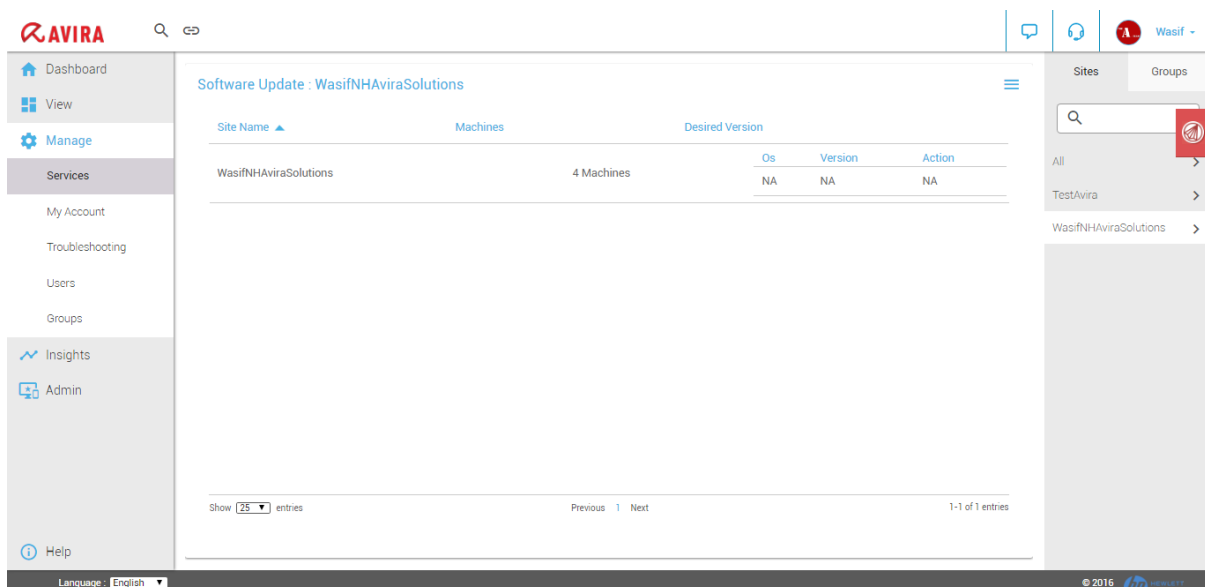 AVIRA
Wasif
Dashboard
View
Manage
Services
My Account
Troubleshooting
Users
Groups
Insights
Admin
Help
Software Update : WasifNHAviraSolutions
Site Name Machines Desired Version
Os Version Action
WasifNHAviraSolutions 4 Machines NA NA NA
Show 25 entries Previous 1 Next 1-1 of 1 entries
Sites Groups
All
TestAvira
WasifNHAviraSolutions
Language : English © 2016 hp HEWLETT